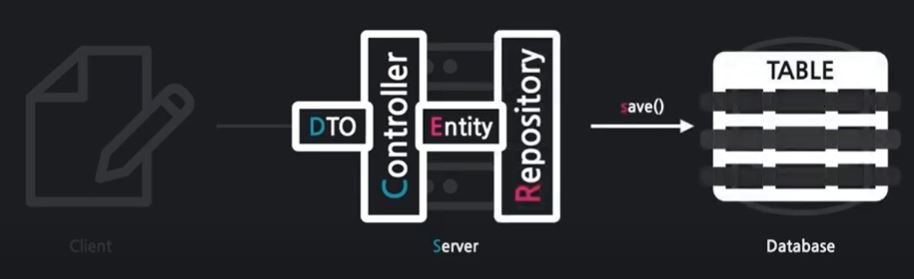 DTO
Controller
Entity
Repository
save()
TABLE
Client
Server
Database